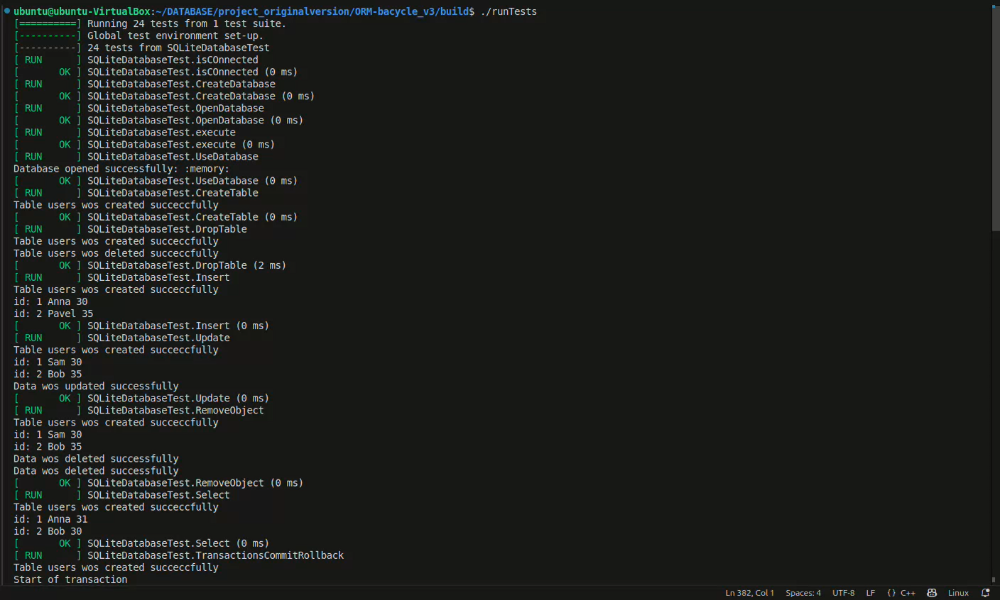 ubuntu@ubuntu-VirtualBox:~/DATABASE/project_originalversion/ORM-bacycle_v3/build$ ./runTests
[==========] Running 24 tests from 1 test suite.
[----------] Global test environment set-up.
[----------] 24 tests from SQLiteDatabaseTest
[ RUN      ] SQLiteDatabaseTest.isCOnnected
[       OK ] SQLiteDatabaseTest.isCOnnected (0 ms)
[ RUN      ] SQLiteDatabaseTest.CreateDatabase
[       OK ] SQLiteDatabaseTest.CreateDatabase (0 ms)
[ RUN      ] SQLiteDatabaseTest.OpenDatabase
[       OK ] SQLiteDatabaseTest.OpenDatabase (0 ms)
[ RUN      ] SQLiteDatabaseTest.execute
[       OK ] SQLiteDatabaseTest.execute (0 ms)
[ RUN      ] SQLiteDatabaseTest.UseDatabase
Database opened successfully: :memory:
[       OK ] SQLiteDatabaseTest.UseDatabase (0 ms)
[ RUN      ] SQLiteDatabaseTest.CreateTable
Table users wos created succeccfully
[       OK ] SQLiteDatabaseTest.CreateTable (0 ms)
[ RUN      ] SQLiteDatabaseTest.DropTable
Table users wos created succeccfully
Table users wos deleted succeccfully
[       OK ] SQLiteDatabaseTest.DropTable (2 ms)
[ RUN      ] SQLiteDatabaseTest.Insert
Table users wos created succeccfully
id: 1 Anna 30
id: 2 Pavel 35
[       OK ] SQLiteDatabaseTest.Insert (0 ms)
[ RUN      ] SQLiteDatabaseTest.Update
Table users wos created succeccfully
id: 1 Sam 30
id: 2 Bob 35
Data wos updated successfully
[       OK ] SQLiteDatabaseTest.Update (0 ms)
[ RUN      ] SQLiteDatabaseTest.RemoveObject
Table users wos created succeccfully
id: 1 Sam 30
id: 2 Bob 35
Data wos deleted successfully
Data wos deleted successfully
[       OK ] SQLiteDatabaseTest.RemoveObject (0 ms)
[ RUN      ] SQLiteDatabaseTest.Select
Table users wos created succeccfully
id: 1 Anna 31
id: 2 Bob 30
[       OK ] SQLiteDatabaseTest.Select (0 ms)
[ RUN      ] SQLiteDatabaseTest.TransactionsCommitRollback
Table users wos created succeccfully
Start of transaction
Ln 382, Col 1 Spaces: 4 UTF-8 LF {} C++ Linux